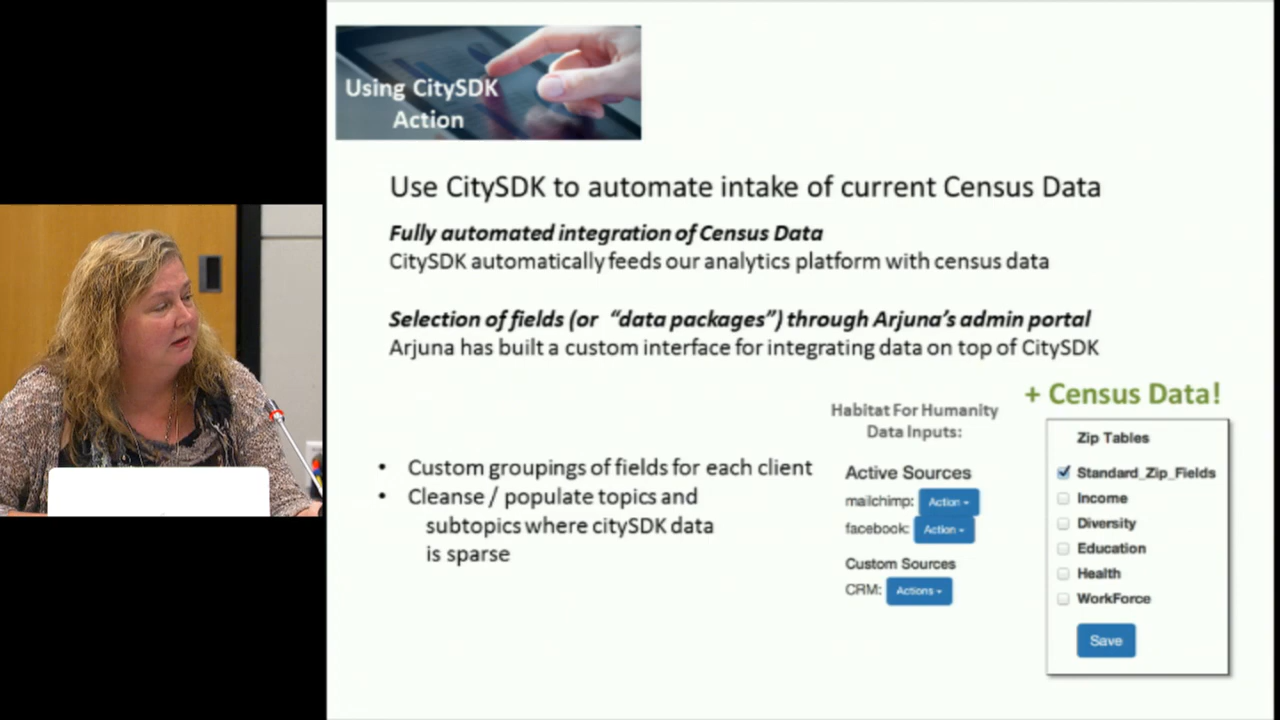 Using CitySDK
Action
Use CitySDK to automate intake of current Census Data
Fully automated integration of Census Data
CitySDK automatically feeds our analytics platform with census data
Selection of fields (or “data packages”) through Arjuna’s admin portal
Arjuna has built a custom interface for integrating data on top of CitySDK
• Custom groupings of fields for each client
• Cleanse / populate topics and
subtopics where citySDK data
is sparse
Habitat For Humanity
Data Inputs:
Active Sources
mailchimp: Action
facebook: Action
Custom Sources
CRM: Actions
+ Census Data!
Zip Tables
Standard_Zip_Fields
Income
Diversity
Education
Health
WorkForce
Save